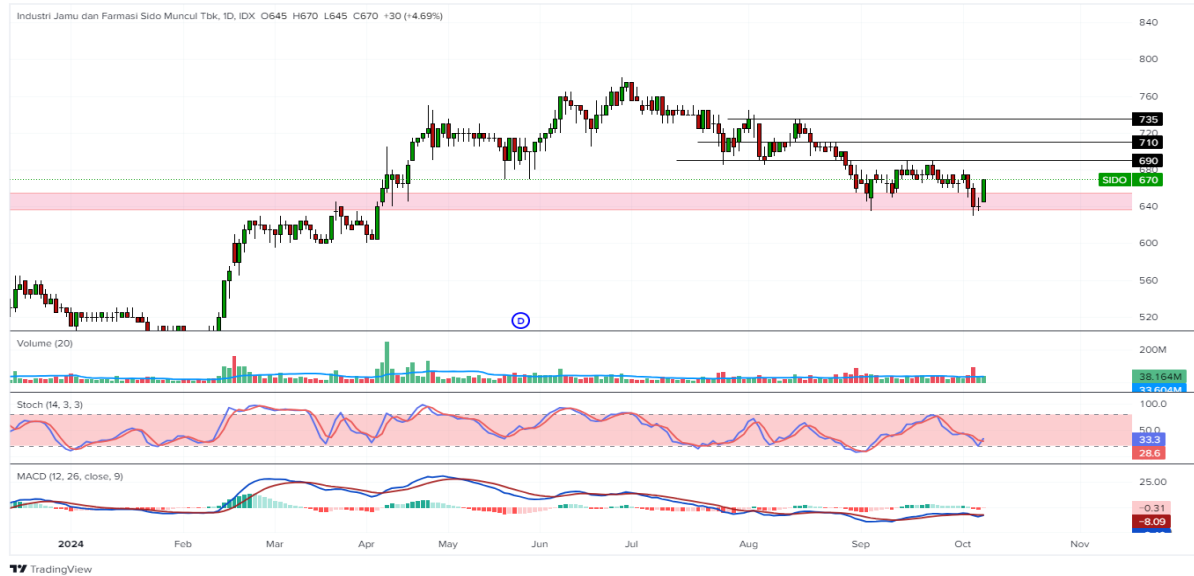 Industri Jamu dan Farmasi Sido Muncul Tbk, 1D, IDX O645 H670 L645 C670 +30 (+4.69%)
840
800
760
735
720
710
690
680
SIDO 670
640
600
560
520
D
Volume (20)
200M
38.164M
33.604M
Stoch (14, 3, 3)
100.0
50.0
33.3
28.6
MACD (12, 26, close, 9)
25.00
−0.31
−8.09
2024 Feb Mar Apr May Jun Jul Aug Sep Oct Nov
TradingView